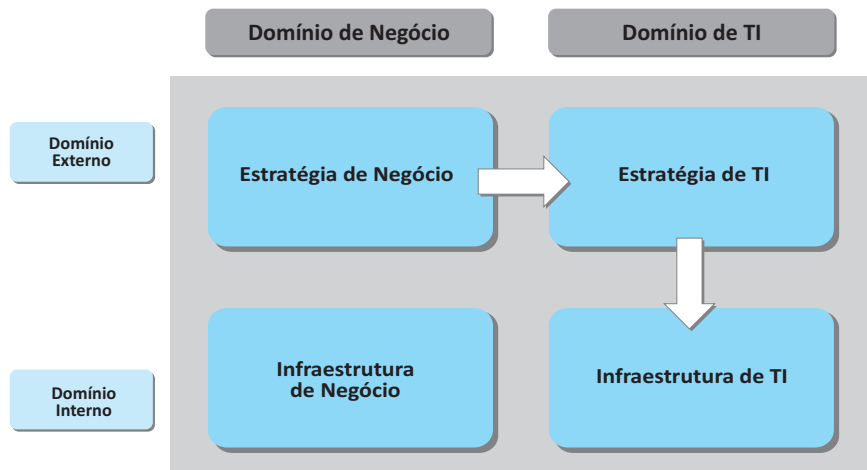 Domínio de Negócio
Domínio de TI
Domínio
Externo
Estratégia de Negócio
Estratégia de TI
Domínio
Interno
Infraestrutura
de Negócio
Infraestrutura de TI